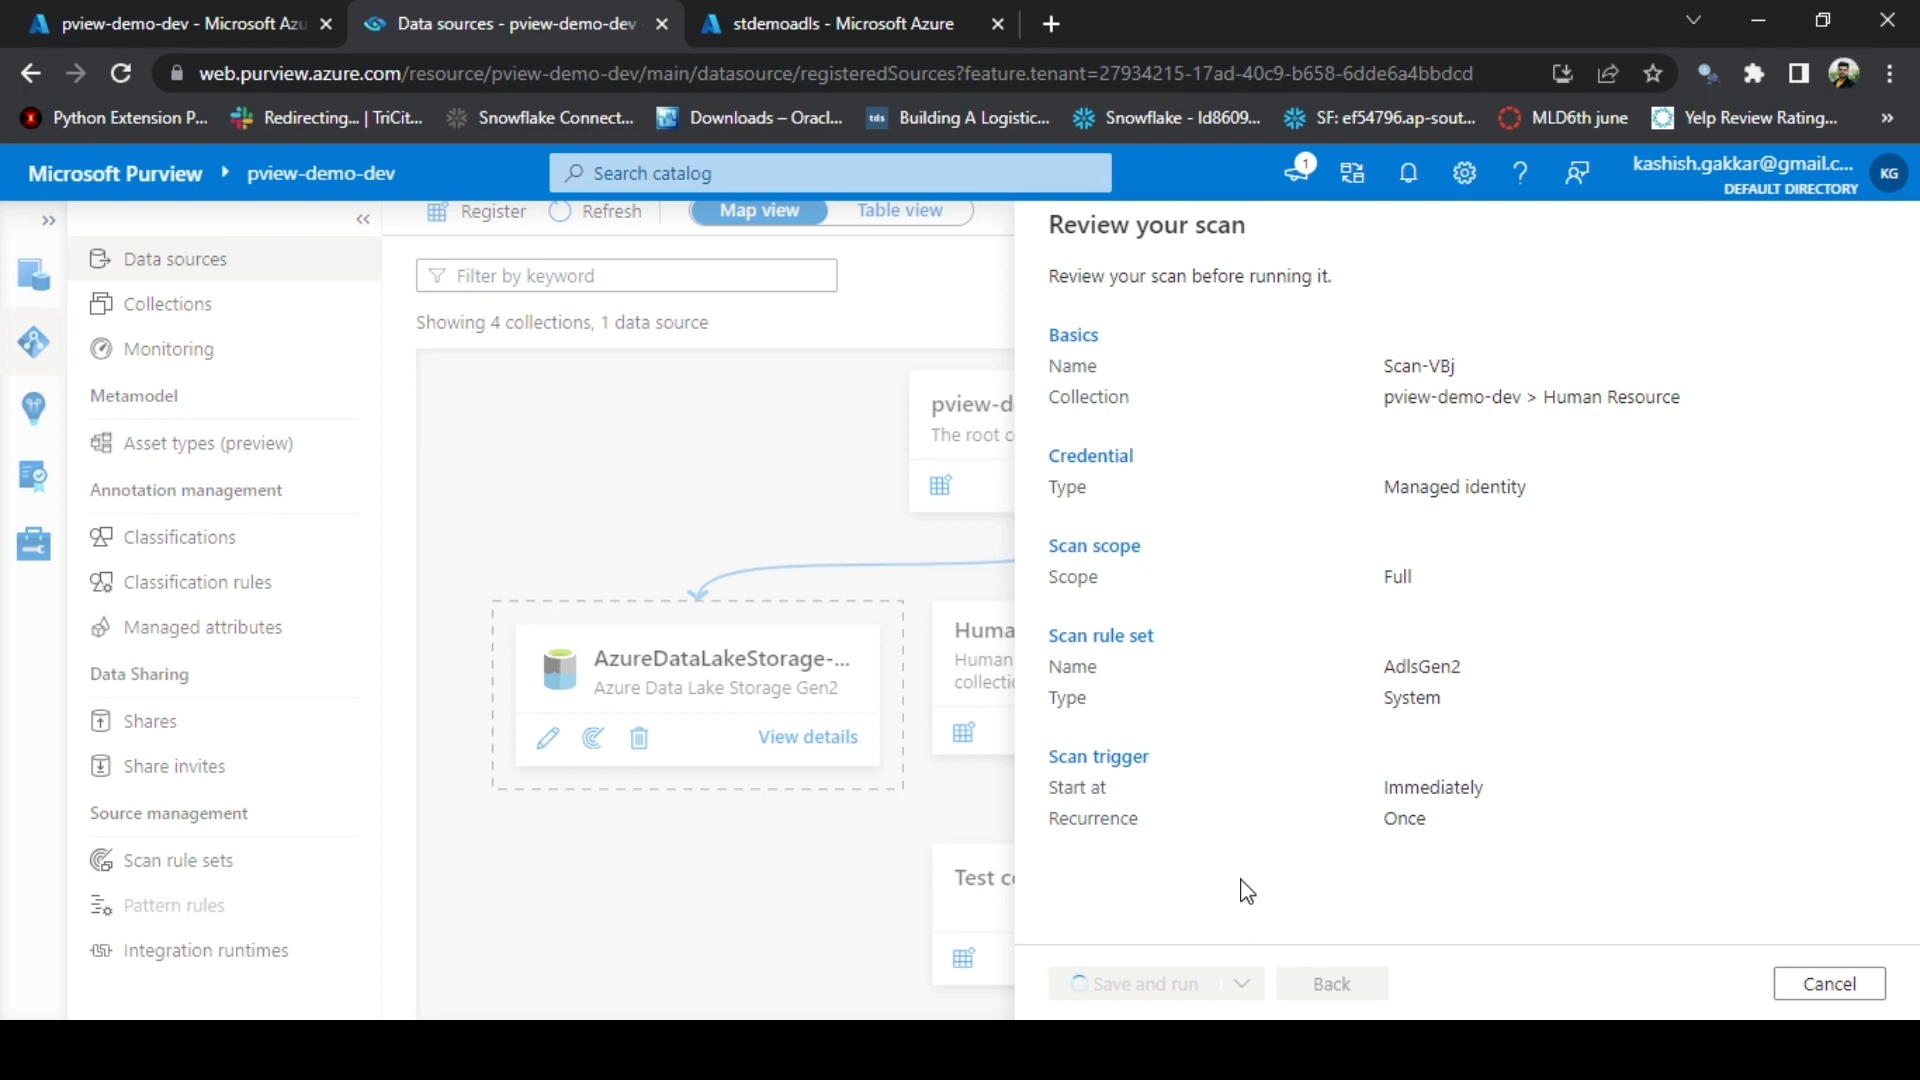 pview-demo-dev - Microsoft Azu
Data sources - pview-demo-dev
stdemoadls - Microsoft Azure
web.purview.azure.com/resource/pview-demo-dev/main/datasource/registeredSources?feature.tenant=27934215-17ad-40c9-b658-6dde6a4bbdcd
Python Extension P...
Redirecting... | TriCit...
Snowflake Connect...
Downloads – Oracl...
tds
Building A Logistic...
Snowflake - Id8609...
SF: ef54796.ap-sout...
MLD6th june
Yelp Review Rating...
»
Microsoft Purview
pview-demo-dev
Search catalog
1
kashish.gakkar@gmail.c...
DEFAULT DIRECTORY
KG
Data sources
Collections
Monitoring
Metamodel
Asset types (preview)
Annotation management
Classifications
Classification rules
Managed attributes
Data Sharing
Shares
Share invites
Source management
Scan rule sets
Pattern rules
Integration runtimes
Register
Refresh
Map view
Table view
Filter by keyword
Showing 4 collections, 1 data source
pview-d
The root c
AzureDataLakeStorage-...
Azure Data Lake Storage Gen2
View details
Huma
Human
collectic
Test co
Review your scan
Review your scan before running it.
Basics
Name Scan-VBj
Collection pview-demo-dev > Human Resource
Credential
Type Managed identity
Scan scope
Scope Full
Scan rule set
Name AdlsGen2
Type System
Scan trigger
Start at Immediately
Recurrence Once
Save and run
Back
Cancel